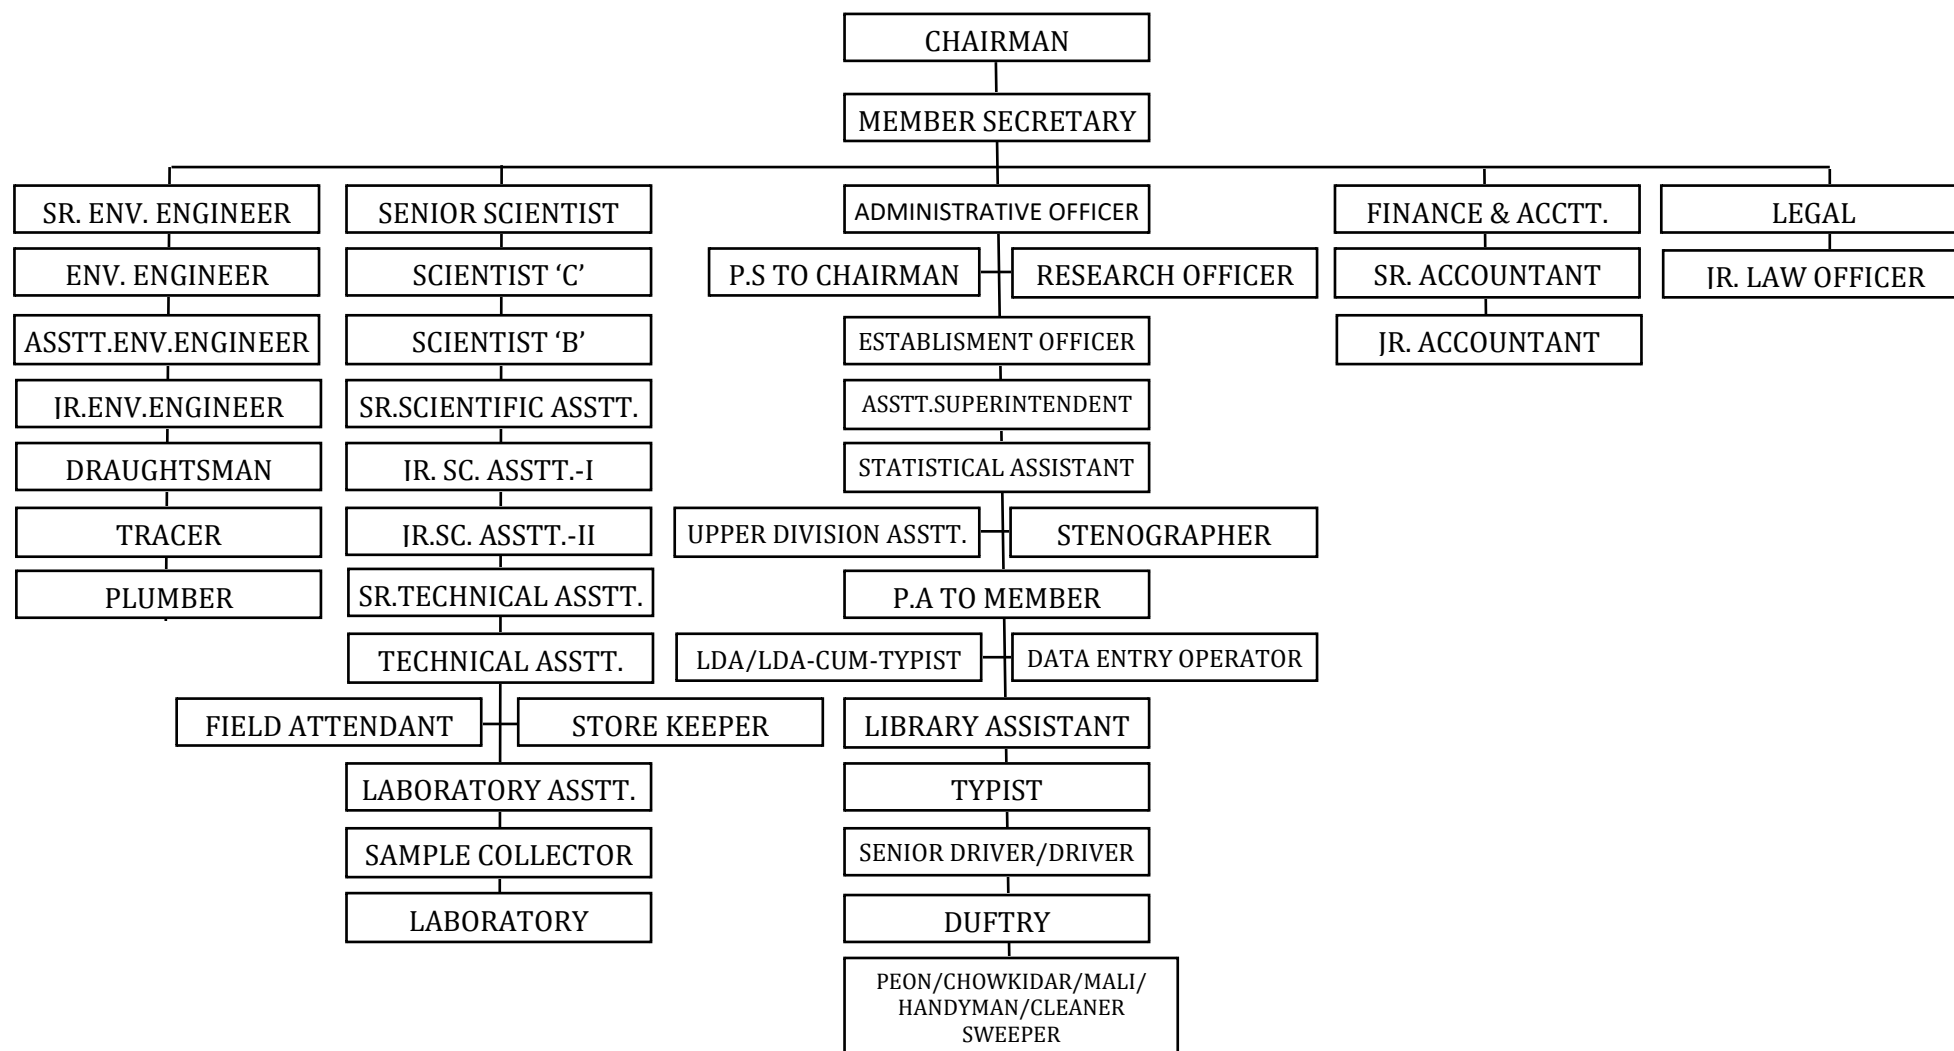 CHAIRMAN
MEMBER SECRETARY
SR. ENV. ENGINEER
SENIOR SCIENTIST
ADMINISTRATIVE OFFICER
FINANCE & ACCTT.
LEGAL
ENV. ENGINEER
SCIENTIST ‘C’
P.S TO CHAIRMAN
RESEARCH OFFICER
SR. ACCOUNTANT
JR. LAW OFFICER
ASSTT.ENV.ENGINEER
SCIENTIST ‘B’
ESTABLISMENT OFFICER
JR. ACCOUNTANT
JR.ENV.ENGINEER
SR.SCIENTIFIC ASSTT.
ASSTT.SUPERINTENDENT
DRAUGHTSMAN
JR. SC. ASSTT.-I
STATISTICAL ASSISTANT
TRACER
JR.SC. ASSTT.-II
UPPER DIVISION ASSTT.
STENOGRAPHER
PLUMBER
SR.TECHNICAL ASSTT.
P.A TO MEMBER
TECHNICAL ASSTT.
LDA/LDA-CUM-TYPIST
DATA ENTRY OPERATOR
FIELD ATTENDANT
STORE KEEPER
LIBRARY ASSISTANT
LABORATORY ASSTT.
TYPIST
SAMPLE COLLECTOR
SENIOR DRIVER/DRIVER
LABORATORY
DUFTRY
PEON/CHOWKIDAR/MALI/
HANDYMAN/CLEANER
SWEEPER